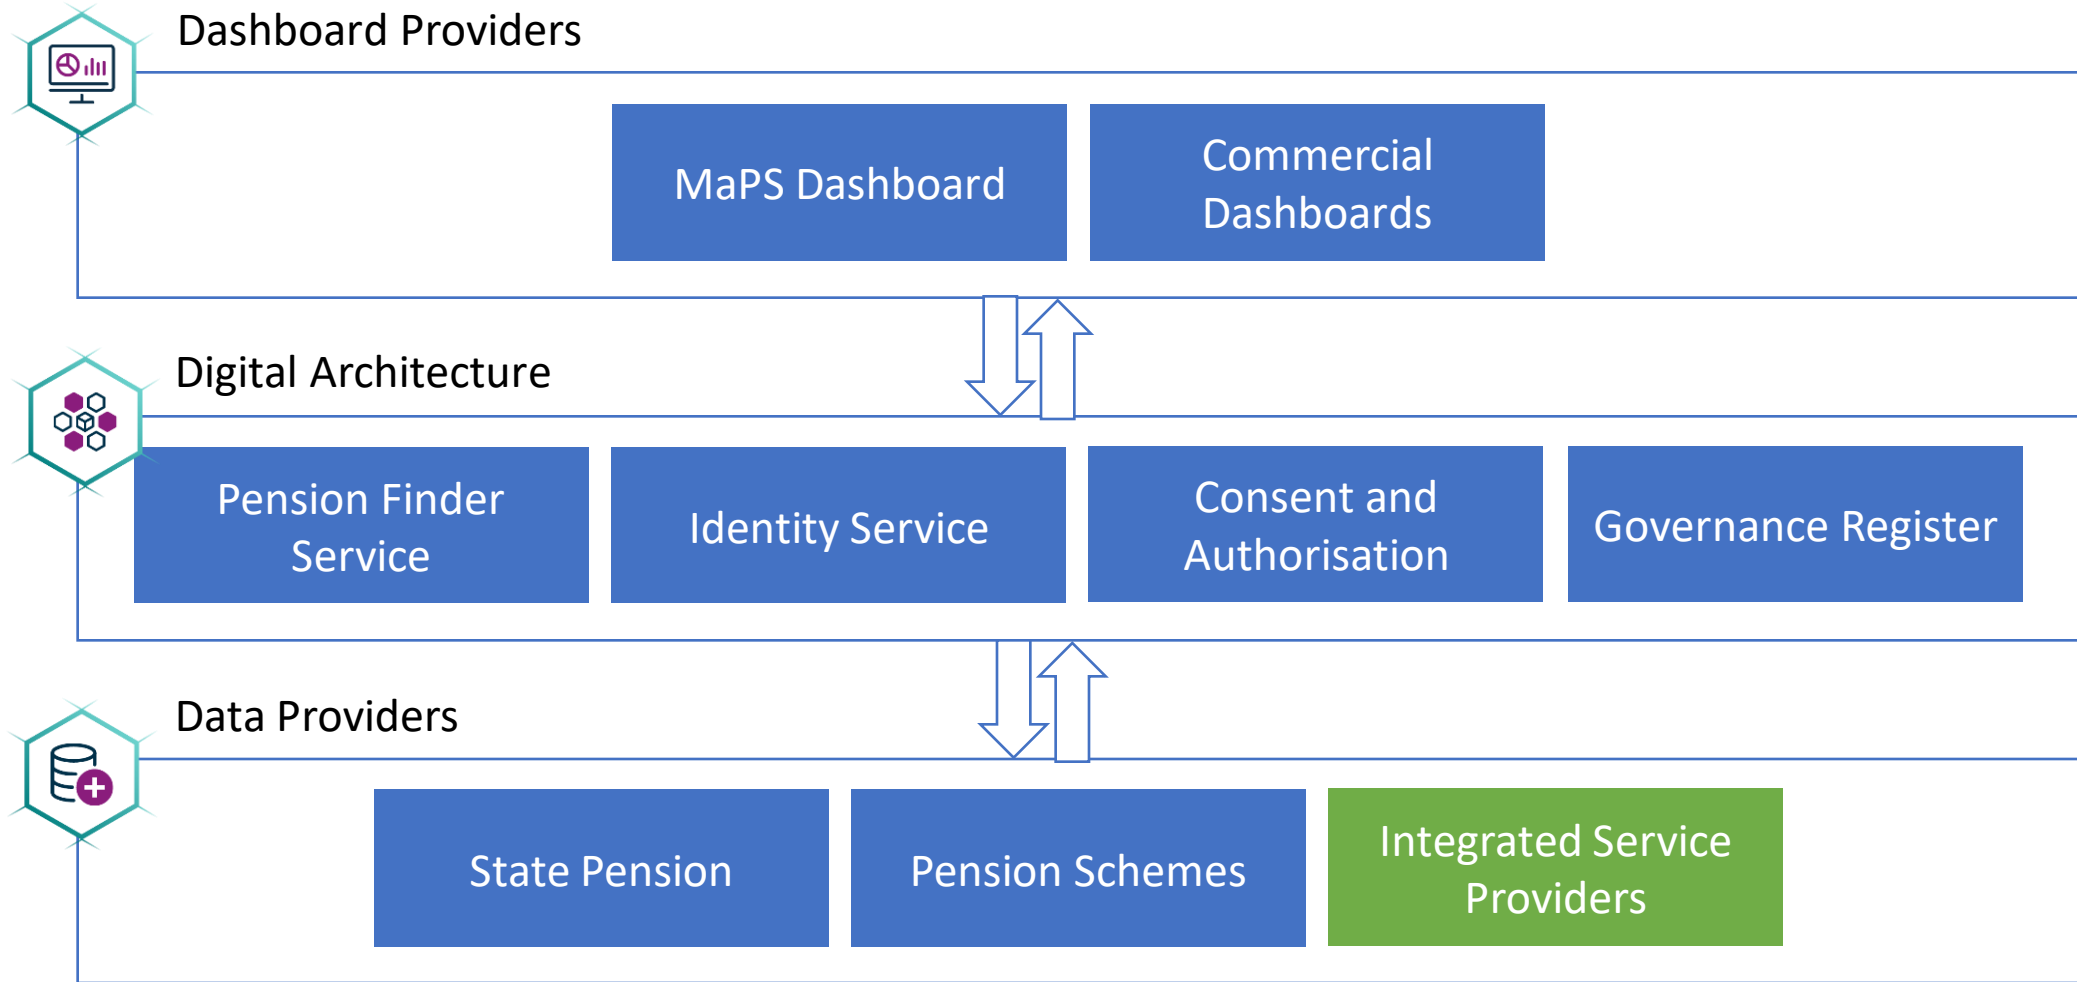 Dashboard Providers
MaPS Dashboard
Commercial
Dashboards
Digital Architecture
Pension Finder
Service
Identity Service
Consent and
Authorisation
Governance Register
Data Providers
State Pension
Pension Schemes
Integrated Service
Providers